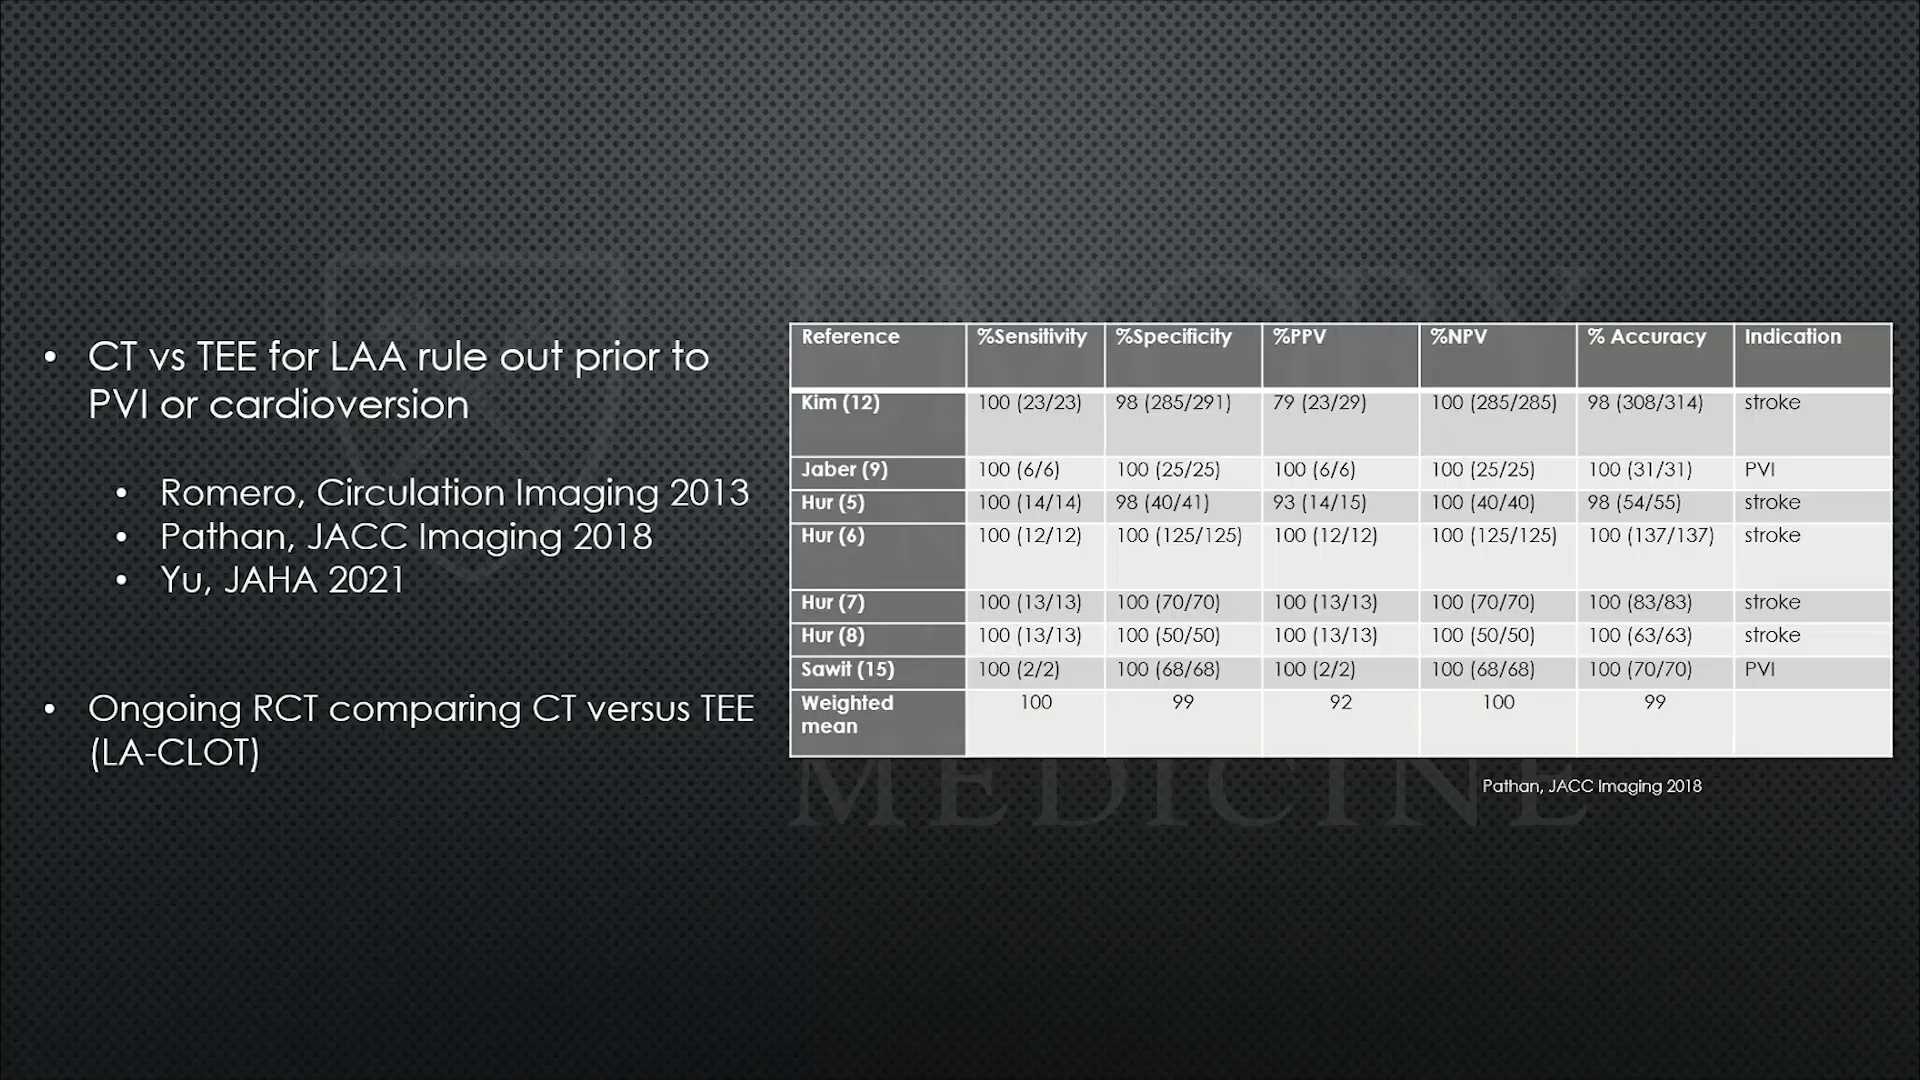 • CT vs TEE for LAA rule out prior to
PVI or cardioversion
• Romero, Circulation Imaging 2013
• Pathan, JACC Imaging 2018
• Yu, JAHA 2021
• Ongoing RCT comparing CT versus TEE
(LA-CLOT)
Reference %Sensitivity %Specificity %PPV %NPV % Accuracy Indication
Kim (12) 100 (23/23) 98 (285/291) 79 (23/29) 100 (285/285) 98 (308/314) stroke
Jaber (9) 100 (6/6) 100 (25/25) 100 (6/6) 100 (25/25) 100 (31/31) PVI
Hur (5) 100 (14/14) 98 (40/41) 93 (14/15) 100 (40/40) 98 (54/55) stroke
Hur (6) 100 (12/12) 100 (125/125) 100 (12/12) 100 (125/125) 100 (137/137) stroke
Hur (7) 100 (13/13) 100 (70/70) 100 (13/13) 100 (70/70) 100 (83/83) stroke
Hur (8) 100 (13/13) 100 (50/50) 100 (13/13) 100 (50/50) 100 (63/63) stroke
Sawit (15) 100 (2/2) 100 (68/68) 100 (2/2) 100 (68/68) 100 (70/70) PVI
Weighted 100 99 92 100 99
mean
Pathan, JACC Imaging 2018
MEDICINE